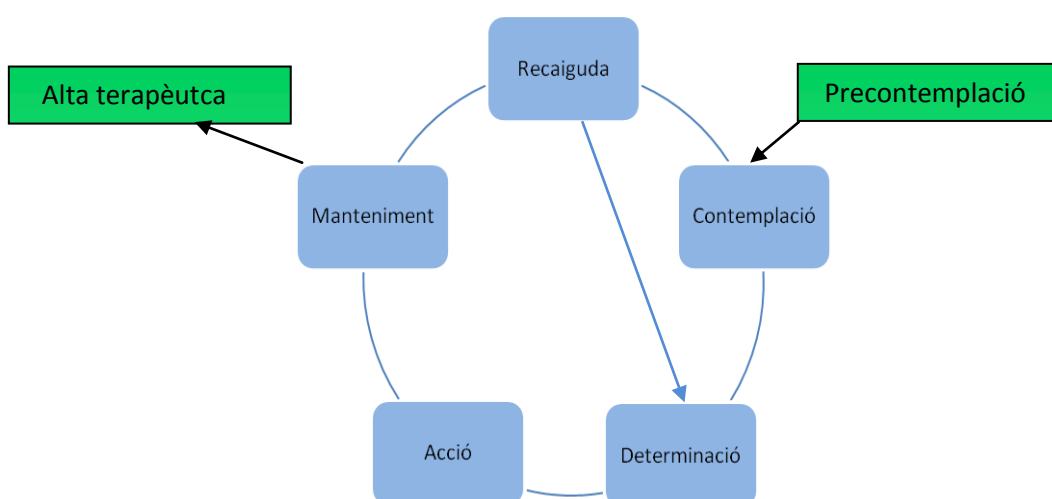 Recaiguda
Alta terapèutca
Precontemplació
Manteniment
Contemplació
Acció
Determinació